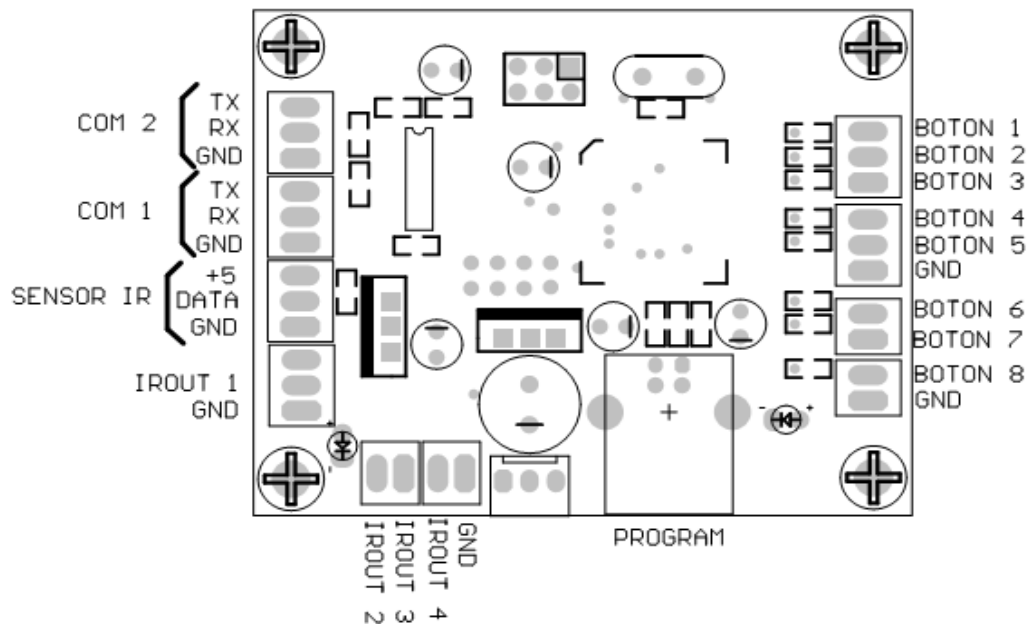 COM 2
TX
RX
GND
COM 1
TX
RX
GND
SENSOR IR
+5
DATA
GND
IROUT 1
GND
BOTON 1
BOTON 2
BOTON 3
BOTON 4
BOTON 5
GND
BOTON 6
BOTON 7
BOTON 8
GND
+
-
-
+
IROUT 2
IROUT 3
IROUT 4
GND
PROGRAM